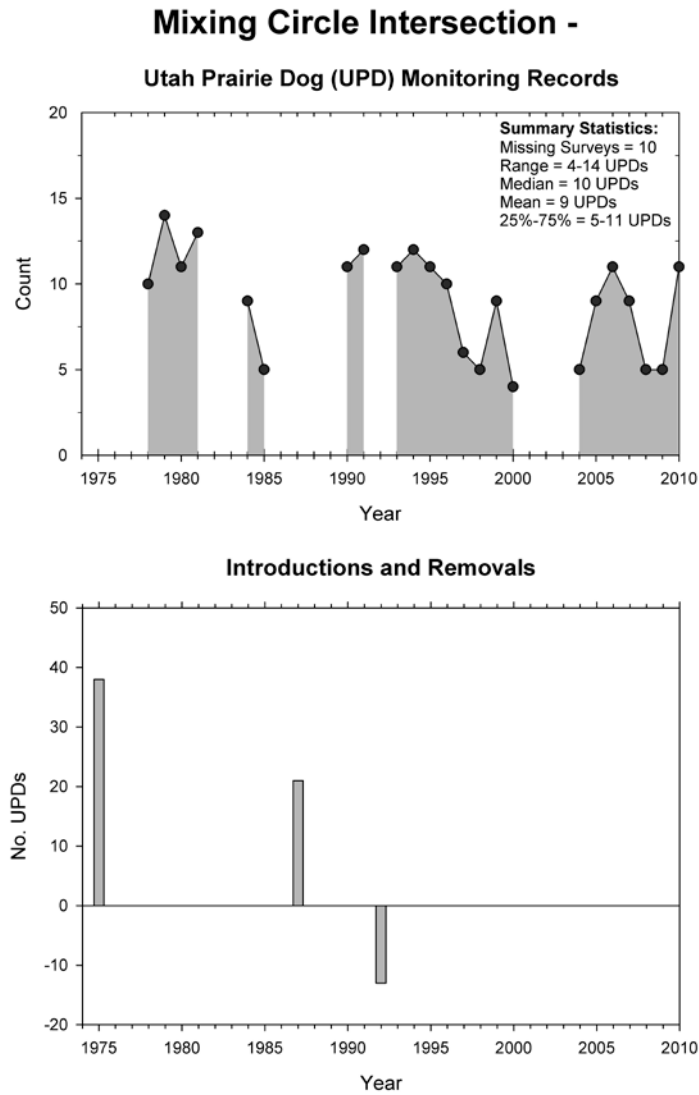 Mixing Circle Intersection -
Utah Prairie Dog (UPD) Monitoring Records
Summary Statistics:
Missing Surveys = 10
Range = 4-14 UPDs
Median = 10 UPDs
Mean = 9 UPDs
25%-75% = 5-11 UPDs
20
15
10
5
0
Count
1975 1980 1985 1990 1995 2000 2005 2010
Year
Introductions and Removals
50
40
30
20
10
0
-10
-20
No. UPDs
1975 1980 1985 1990 1995 2000 2005 2010
Year